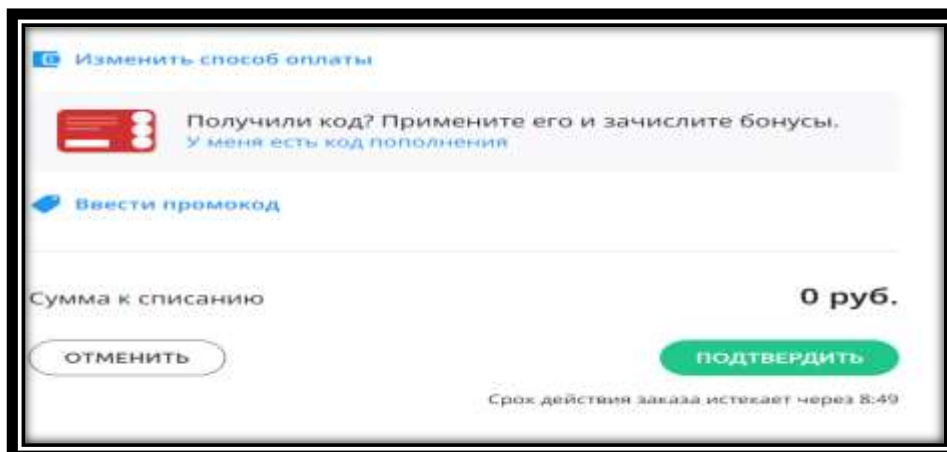 Изменить способ оплаты
Получили код? Примените его и зачислите бонусы.
У меня есть код пополнения
Ввести промокод
Сумма к списанию
0 руб.
ОТМЕНИТЬ
ПОДТВЕРДИТЬ
Срок действия заказа истекает через 8:49